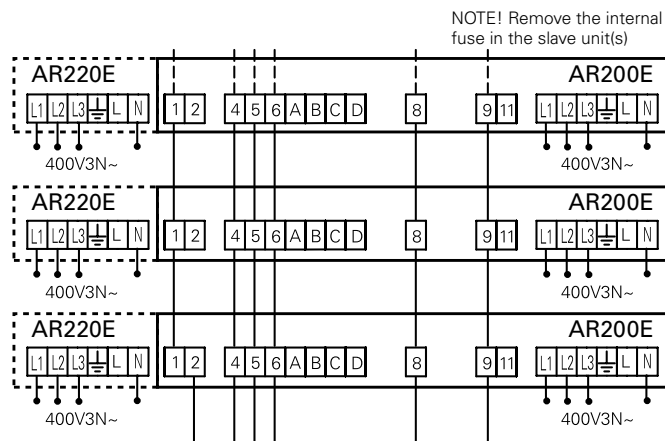 NOTE! Remove the internal
fuse in the slave unit(s)
AR220E AR200E
L1 L2 L3 ⏚ L N 1 2 4 5 6 A B C D 8 9 11 L1 L2 L3 ⏚ L N
400V3N~ 400V3N~
AR220E AR200E
L1 L2 L3 ⏚ L N 1 2 4 5 6 A B C D 8 9 11 L1 L2 L3 ⏚ L N
400V3N~ 400V3N~
AR220E AR200E
L1 L2 L3 ⏚ L N 1 2 4 5 6 A B C D 8 9 11 L1 L2 L3 ⏚ L N
400V3N~ 400V3N~